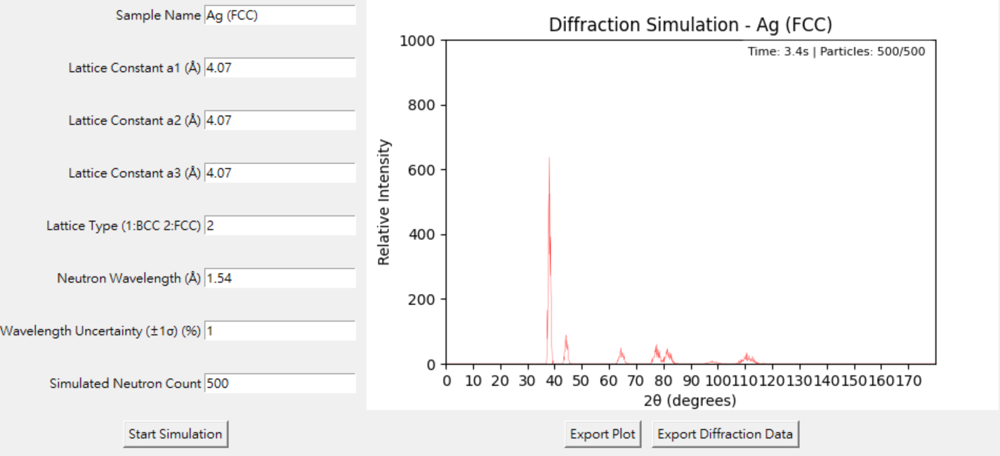 Sample Name Ag (FCC)
Lattice Constant a1 (Å) 4.07
Lattice Constant a2 (Å) 4.07
Lattice Constant a3 (Å) 4.07
Lattice Type (1:BCC 2:FCC) 2
Neutron Wavelength (Å) 1.54
Wavelength Uncertainty (±1σ) (%) 1
Simulated Neutron Count 500
Start Simulation
Diffraction Simulation - Ag (FCC)
Time: 3.4s | Particles: 500/500
Relative Intensity
1000
800
600
400
200
0
0 10 20 30 40 50 60 70 80 90 100 110 120 130 140 150 160 170
2θ (degrees)
Export Plot Export Diffraction Data